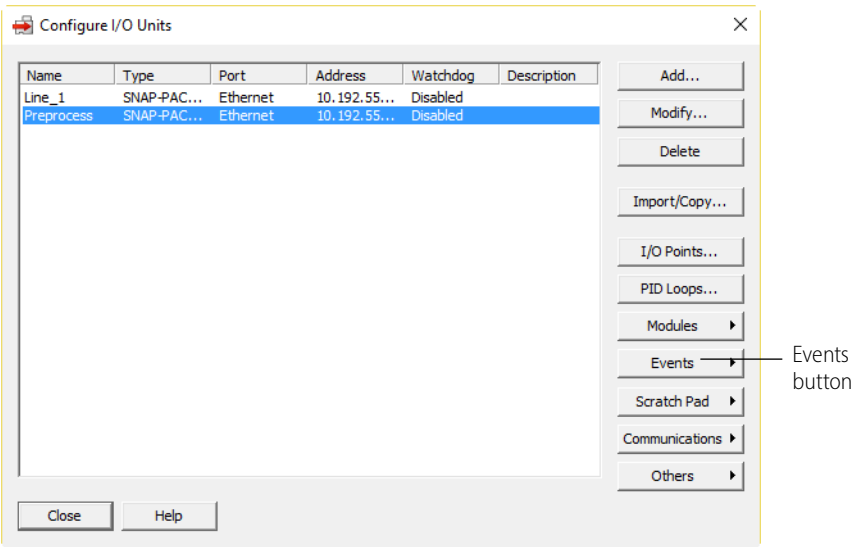 Configure I/O Units
Name Type Port Address Watchdog Description
Line_1 SNAP-PAC... Ethernet 10.192.55... Disabled
Preprocess SNAP-PAC... Ethernet 10.192.55... Disabled
Add...
Modify...
Delete
Import/Copy...
I/O Points...
PID Loops...
Modules
Events
Scratch Pad
Communications
Others
Events
button
Close Help